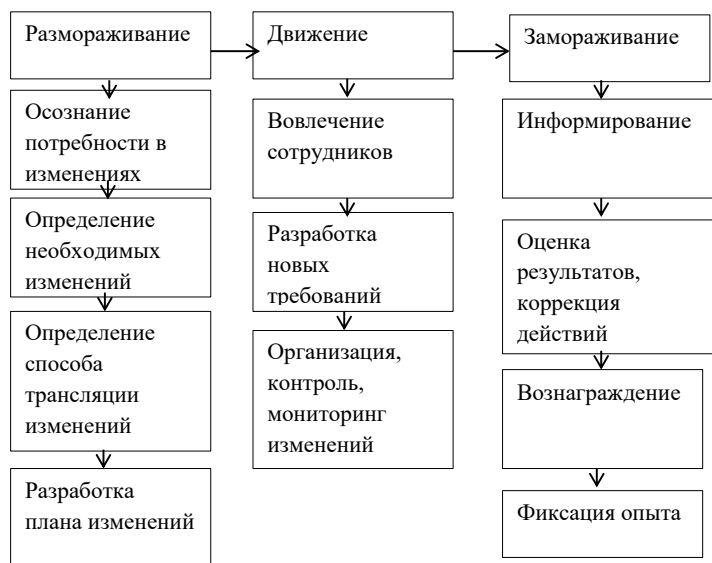 Размораживание
Движение
Замораживание
Осознание
потребности в
изменениях
Определение
необходимых
изменений
Определение
способа
трансляции
изменений
Разработка
плана изменений
Вовлечение
сотрудников
Разработка
новых
требований
Организация,
контроль,
мониторинг
изменений
Информирование
Оценка
результатов,
коррекция
действий
Вознаграждение
Фиксация опыта